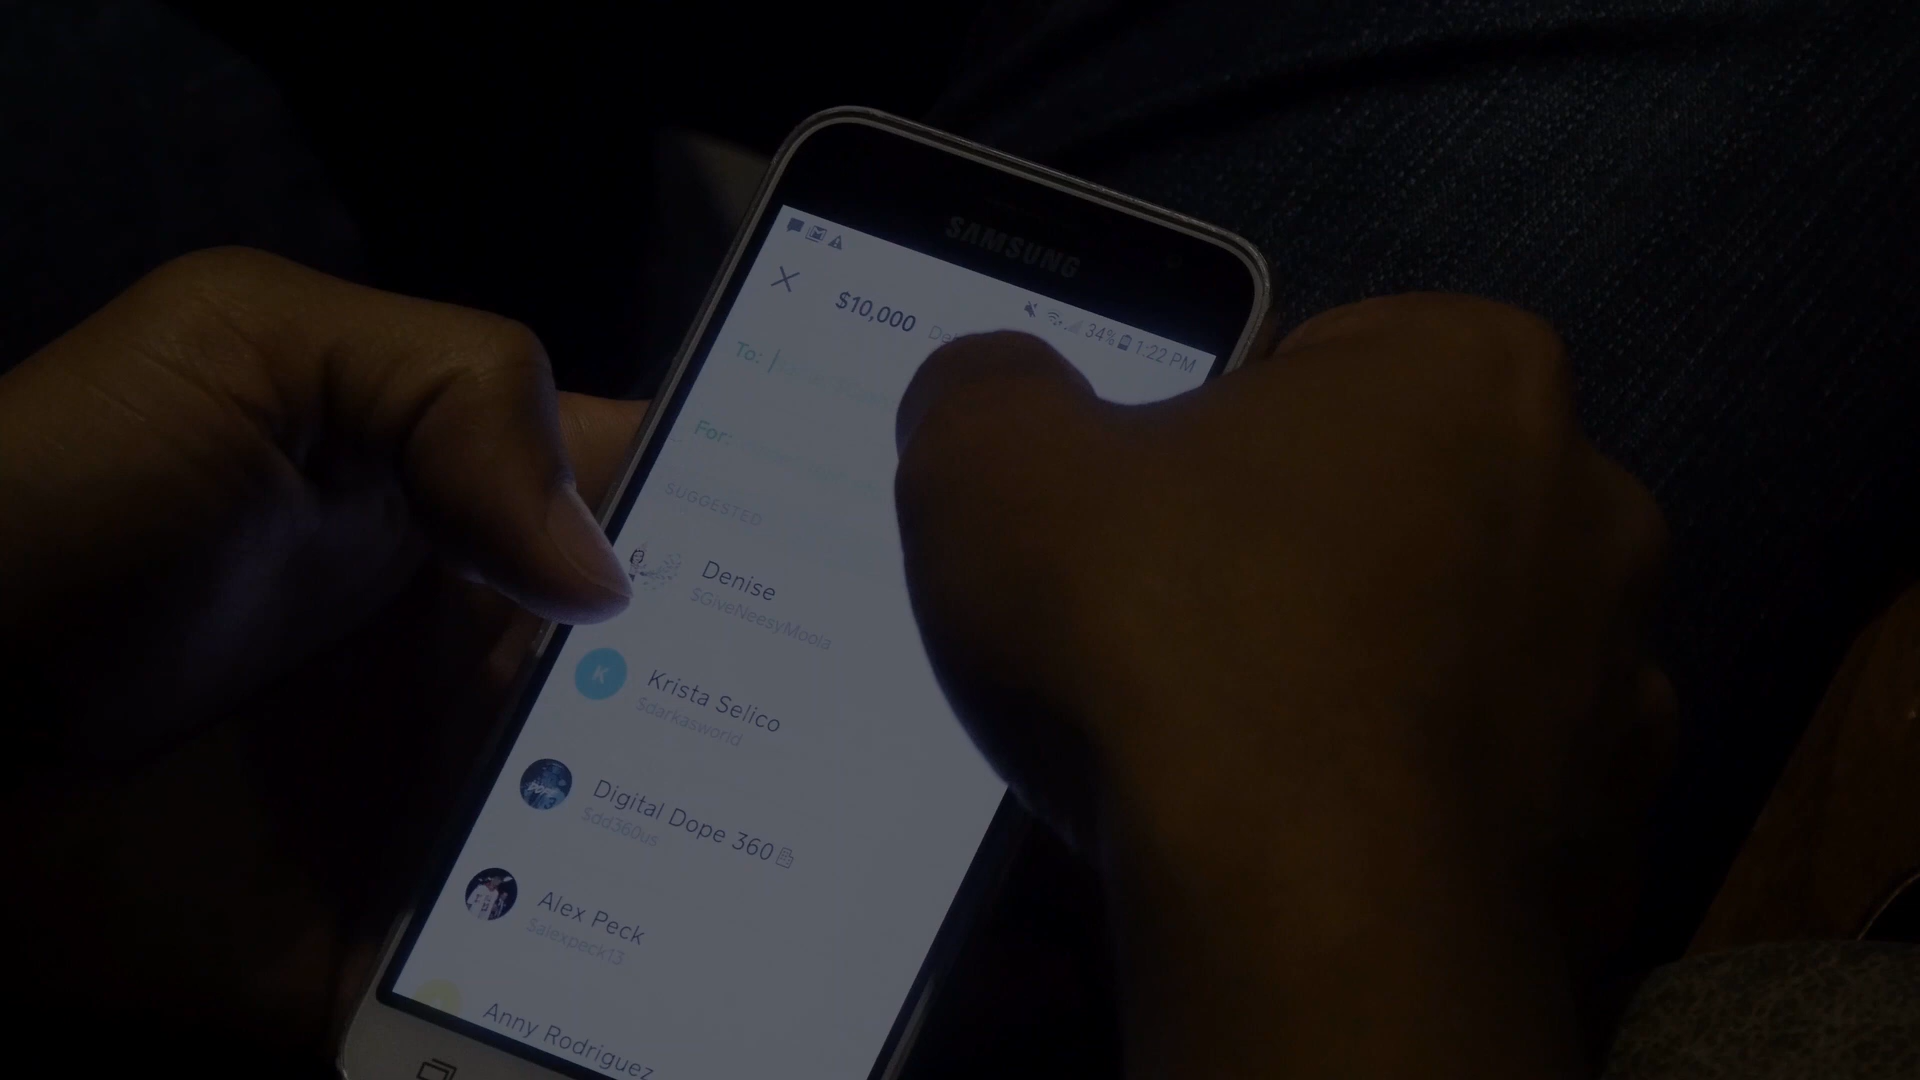 SAMSUNG
34% 1:22 PM
$10,000
To:
For:
SUGGESTED
Denise
$GiveNeesyMoola
K
Krista Selico
$darkasworld
DOPE
Digital Dope 360
$dd360us
Alex Peck
$alexpeck13
Anny Rodriguez